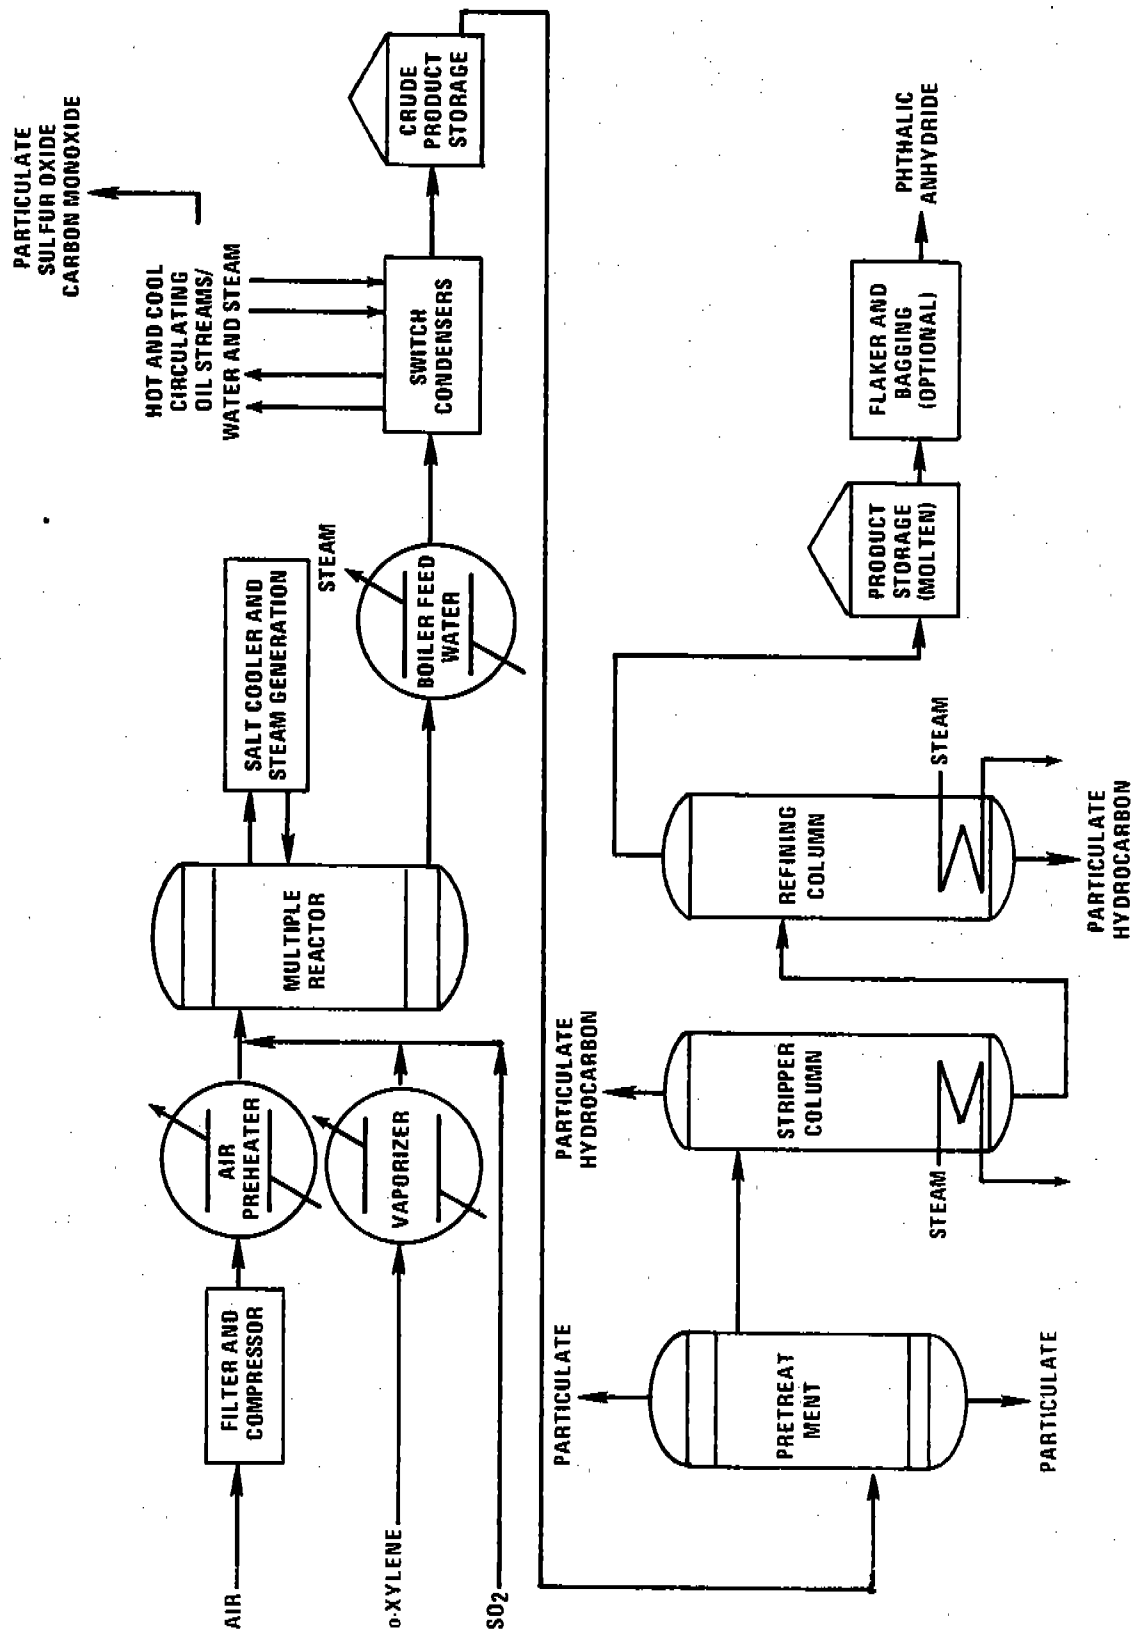 PARTICULATE
SULFUR OXIDE
CARBON MONOXIDE
HOT AND COOL
CIRCULATING
OIL STREAMS/
WATER AND STEAM
SALT COOLER AND
STEAM GENERATION
STEAM
AIR
FILTER AND
COMPRESSOR
AIR
PREHEATER
MULTIPLE
REACTOR
BOILER FEED
WATER
SWITCH
CONDENSERS
CRUDE
PRODUCT
STORAGE
o-XYLENE
VAPORIZER
SO2
PARTICULATE
PARTICULATE
HYDROCARBON
PRETREAT
MENT
STRIPPER
COLUMN
REFINING
COLUMN
PRODUCT
STORAGE
(MOLTEN)
FLAKER AND
BAGGING
(OPTIONAL)
PHTHALIC
ANHYDRIDE
STEAM
STEAM
PARTICULATE
PARTICULATE
HYDROCARBON